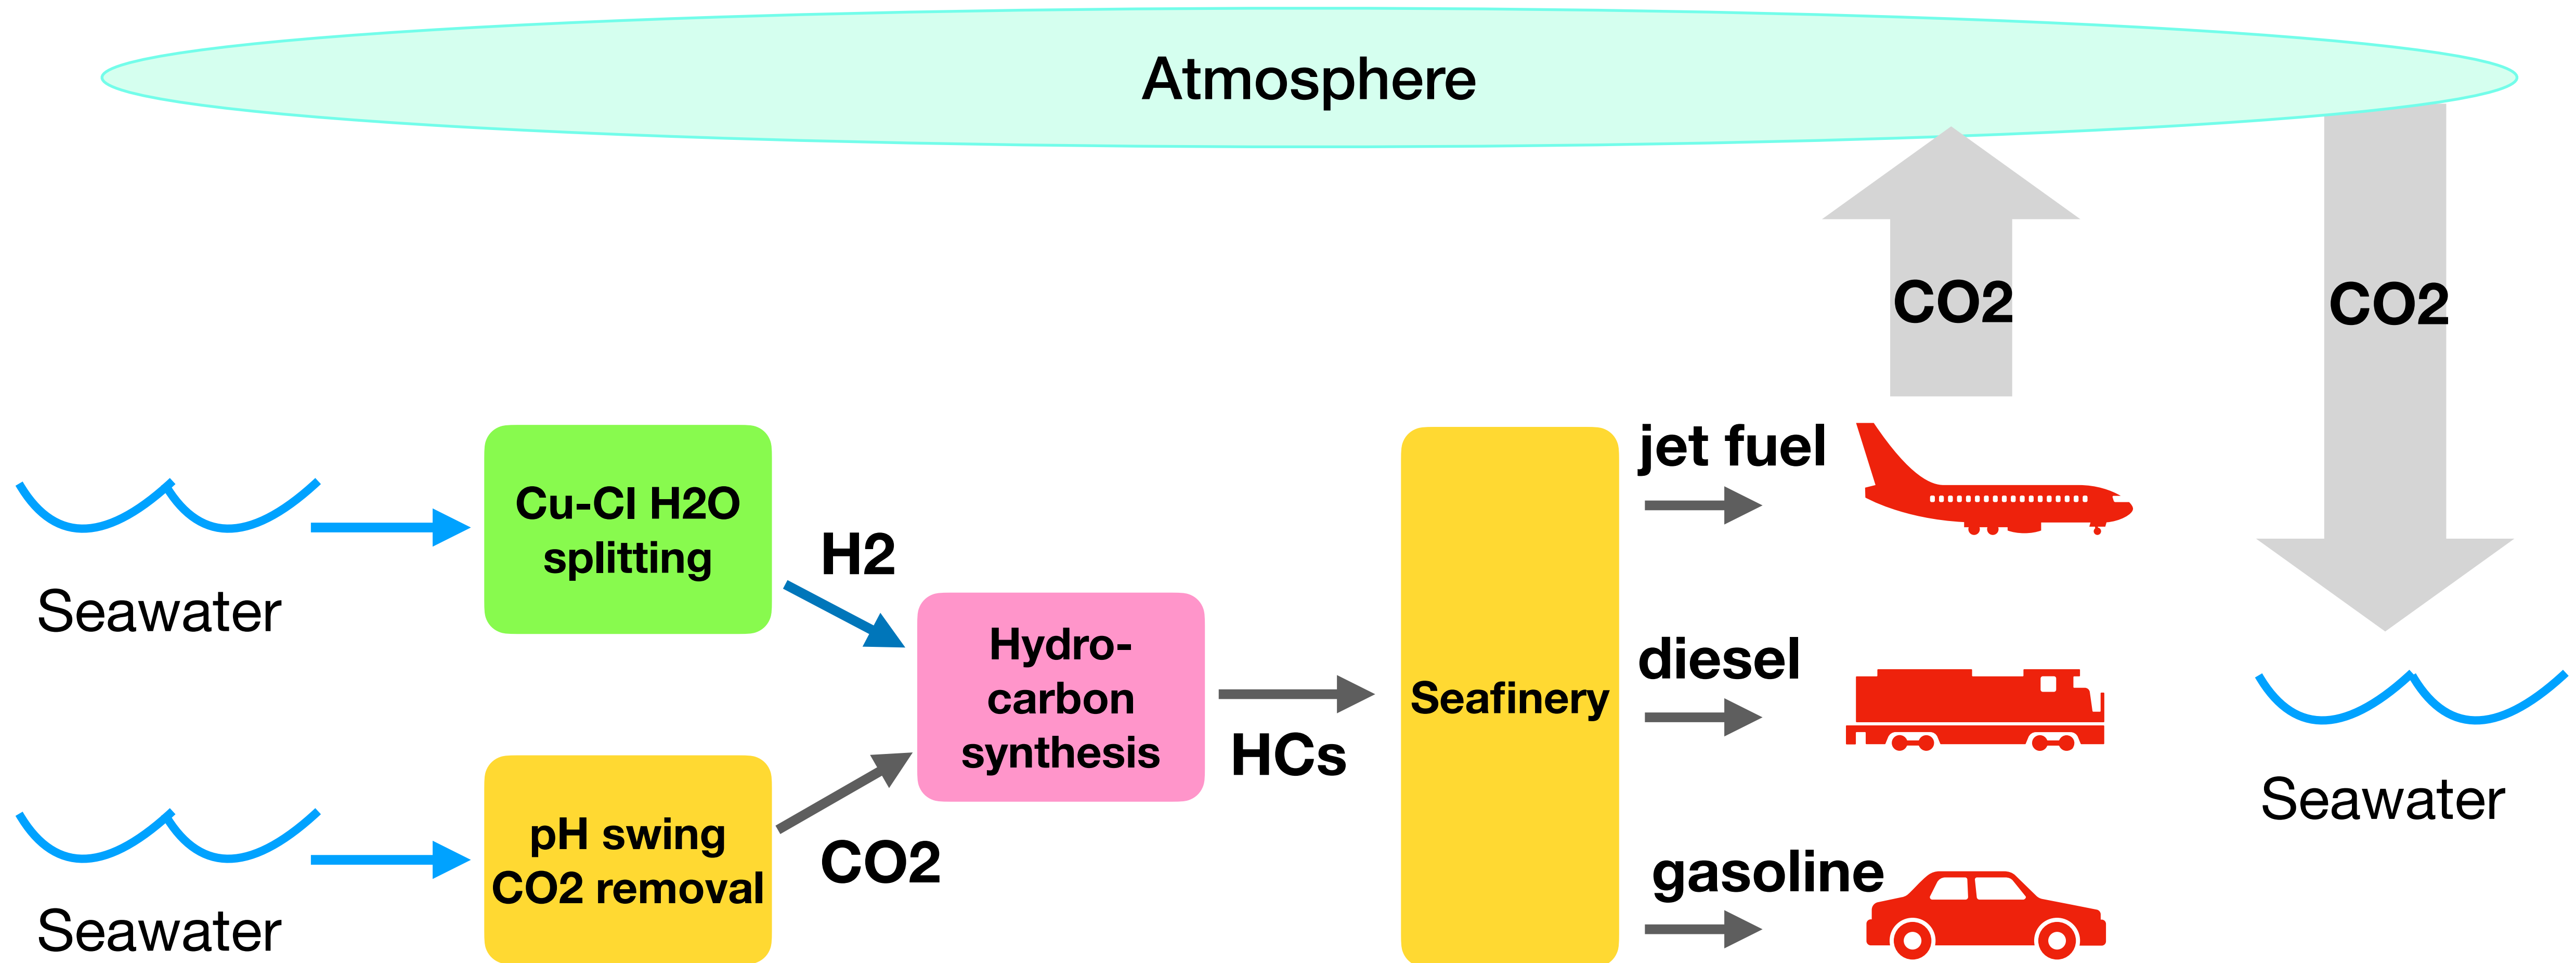 Atmosphere
CO2
CO2
Cu-Cl H2O
splitting
H2
Seawater
Hydro-
carbon
synthesis
HCs
pH swing
CO2 removal
CO2
Seawater
Seafinery
jet fuel
diesel
gasoline
Seawater